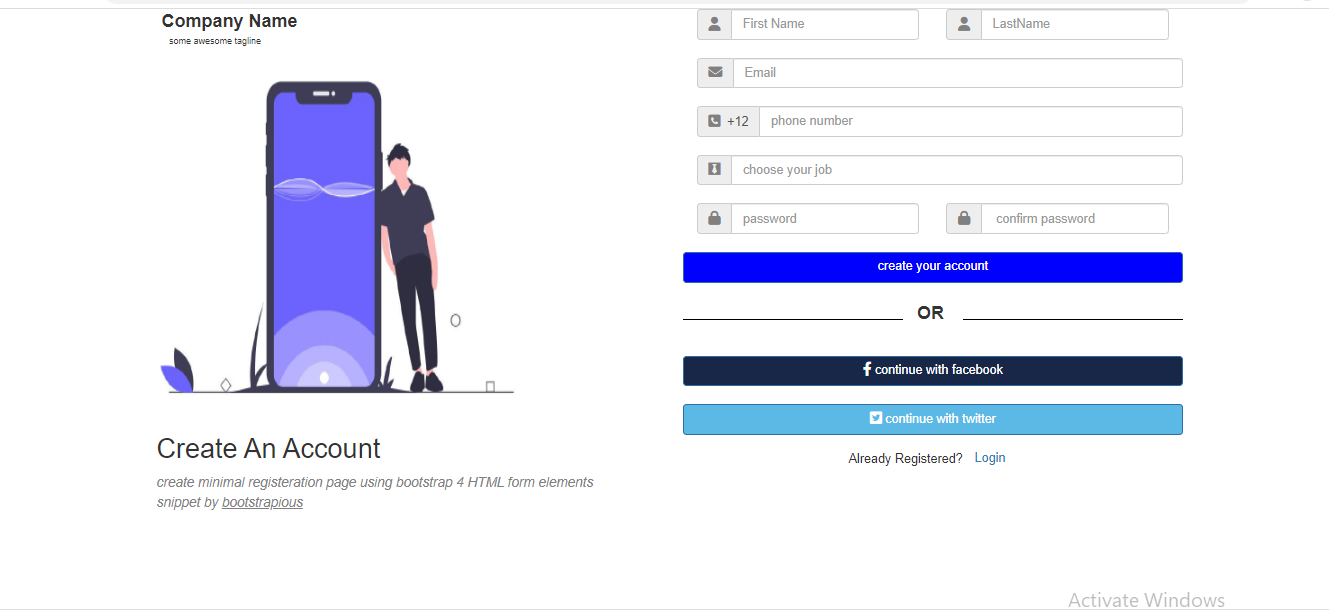 Company Name
some awesome tagline
First Name
LastName
Email
+12 phone number
choose your job
password
confirm password
create your account
OR
continue with facebook
continue with twitter
Already Registered? Login
Create An Account
create minimal registeration page using bootstrap 4 HTML form elements
snippet by bootstrapious
Activate Windows